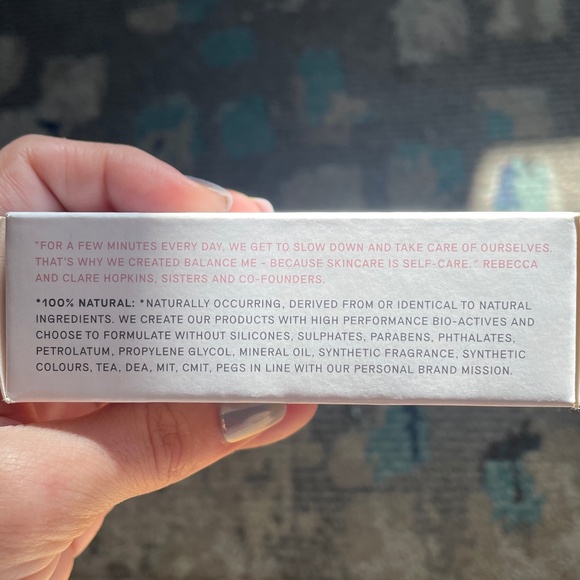 "FOR A FEW MINUTES EVERY DAY, WE GET TO SLOW DOWN AND TAKE CARE OF OURSELVES.
THAT'S WHY WE CREATED BALANCE ME – BECAUSE SKINCARE IS SELF-CARE." REBECCA
AND CLARE HOPKINS, SISTERS AND CO-FOUNDERS.
*100% NATURAL: *NATURALLY OCCURRING, DERIVED FROM OR IDENTICAL TO NATURAL
INGREDIENTS. WE CREATE OUR PRODUCTS WITH HIGH PERFORMANCE BIO-ACTIVES AND
CHOOSE TO FORMULATE WITHOUT SILICONES, SULPHATES, PARABENS, PHTHALATES,
PETROLATUM, PROPYLENE GLYCOL, MINERAL OIL, SYNTHETIC FRAGRANCE, SYNTHETIC
COLOURS, TEA, DEA, MIT, CMIT, PEGS IN LINE WITH OUR PERSONAL BRAND MISSION.